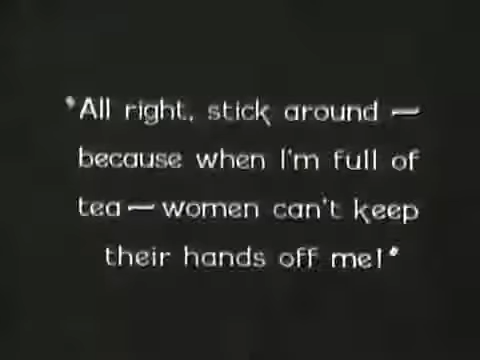 "All right, stick around —
because when I'm full of
tea — women can't keep
their hands off me!"